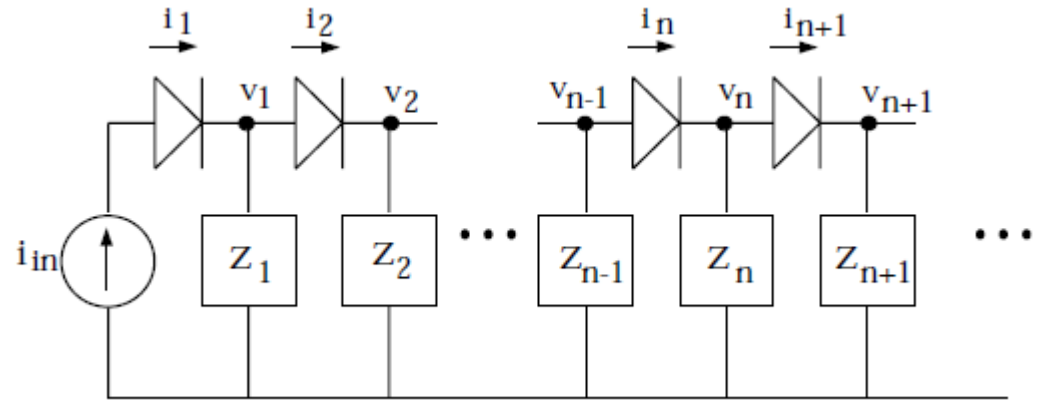 i1 i2 in in+1
v1 v2 vn-1 vn vn+1
iin Z1 Z2 ••• Zn-1 Zn Zn+1 •••